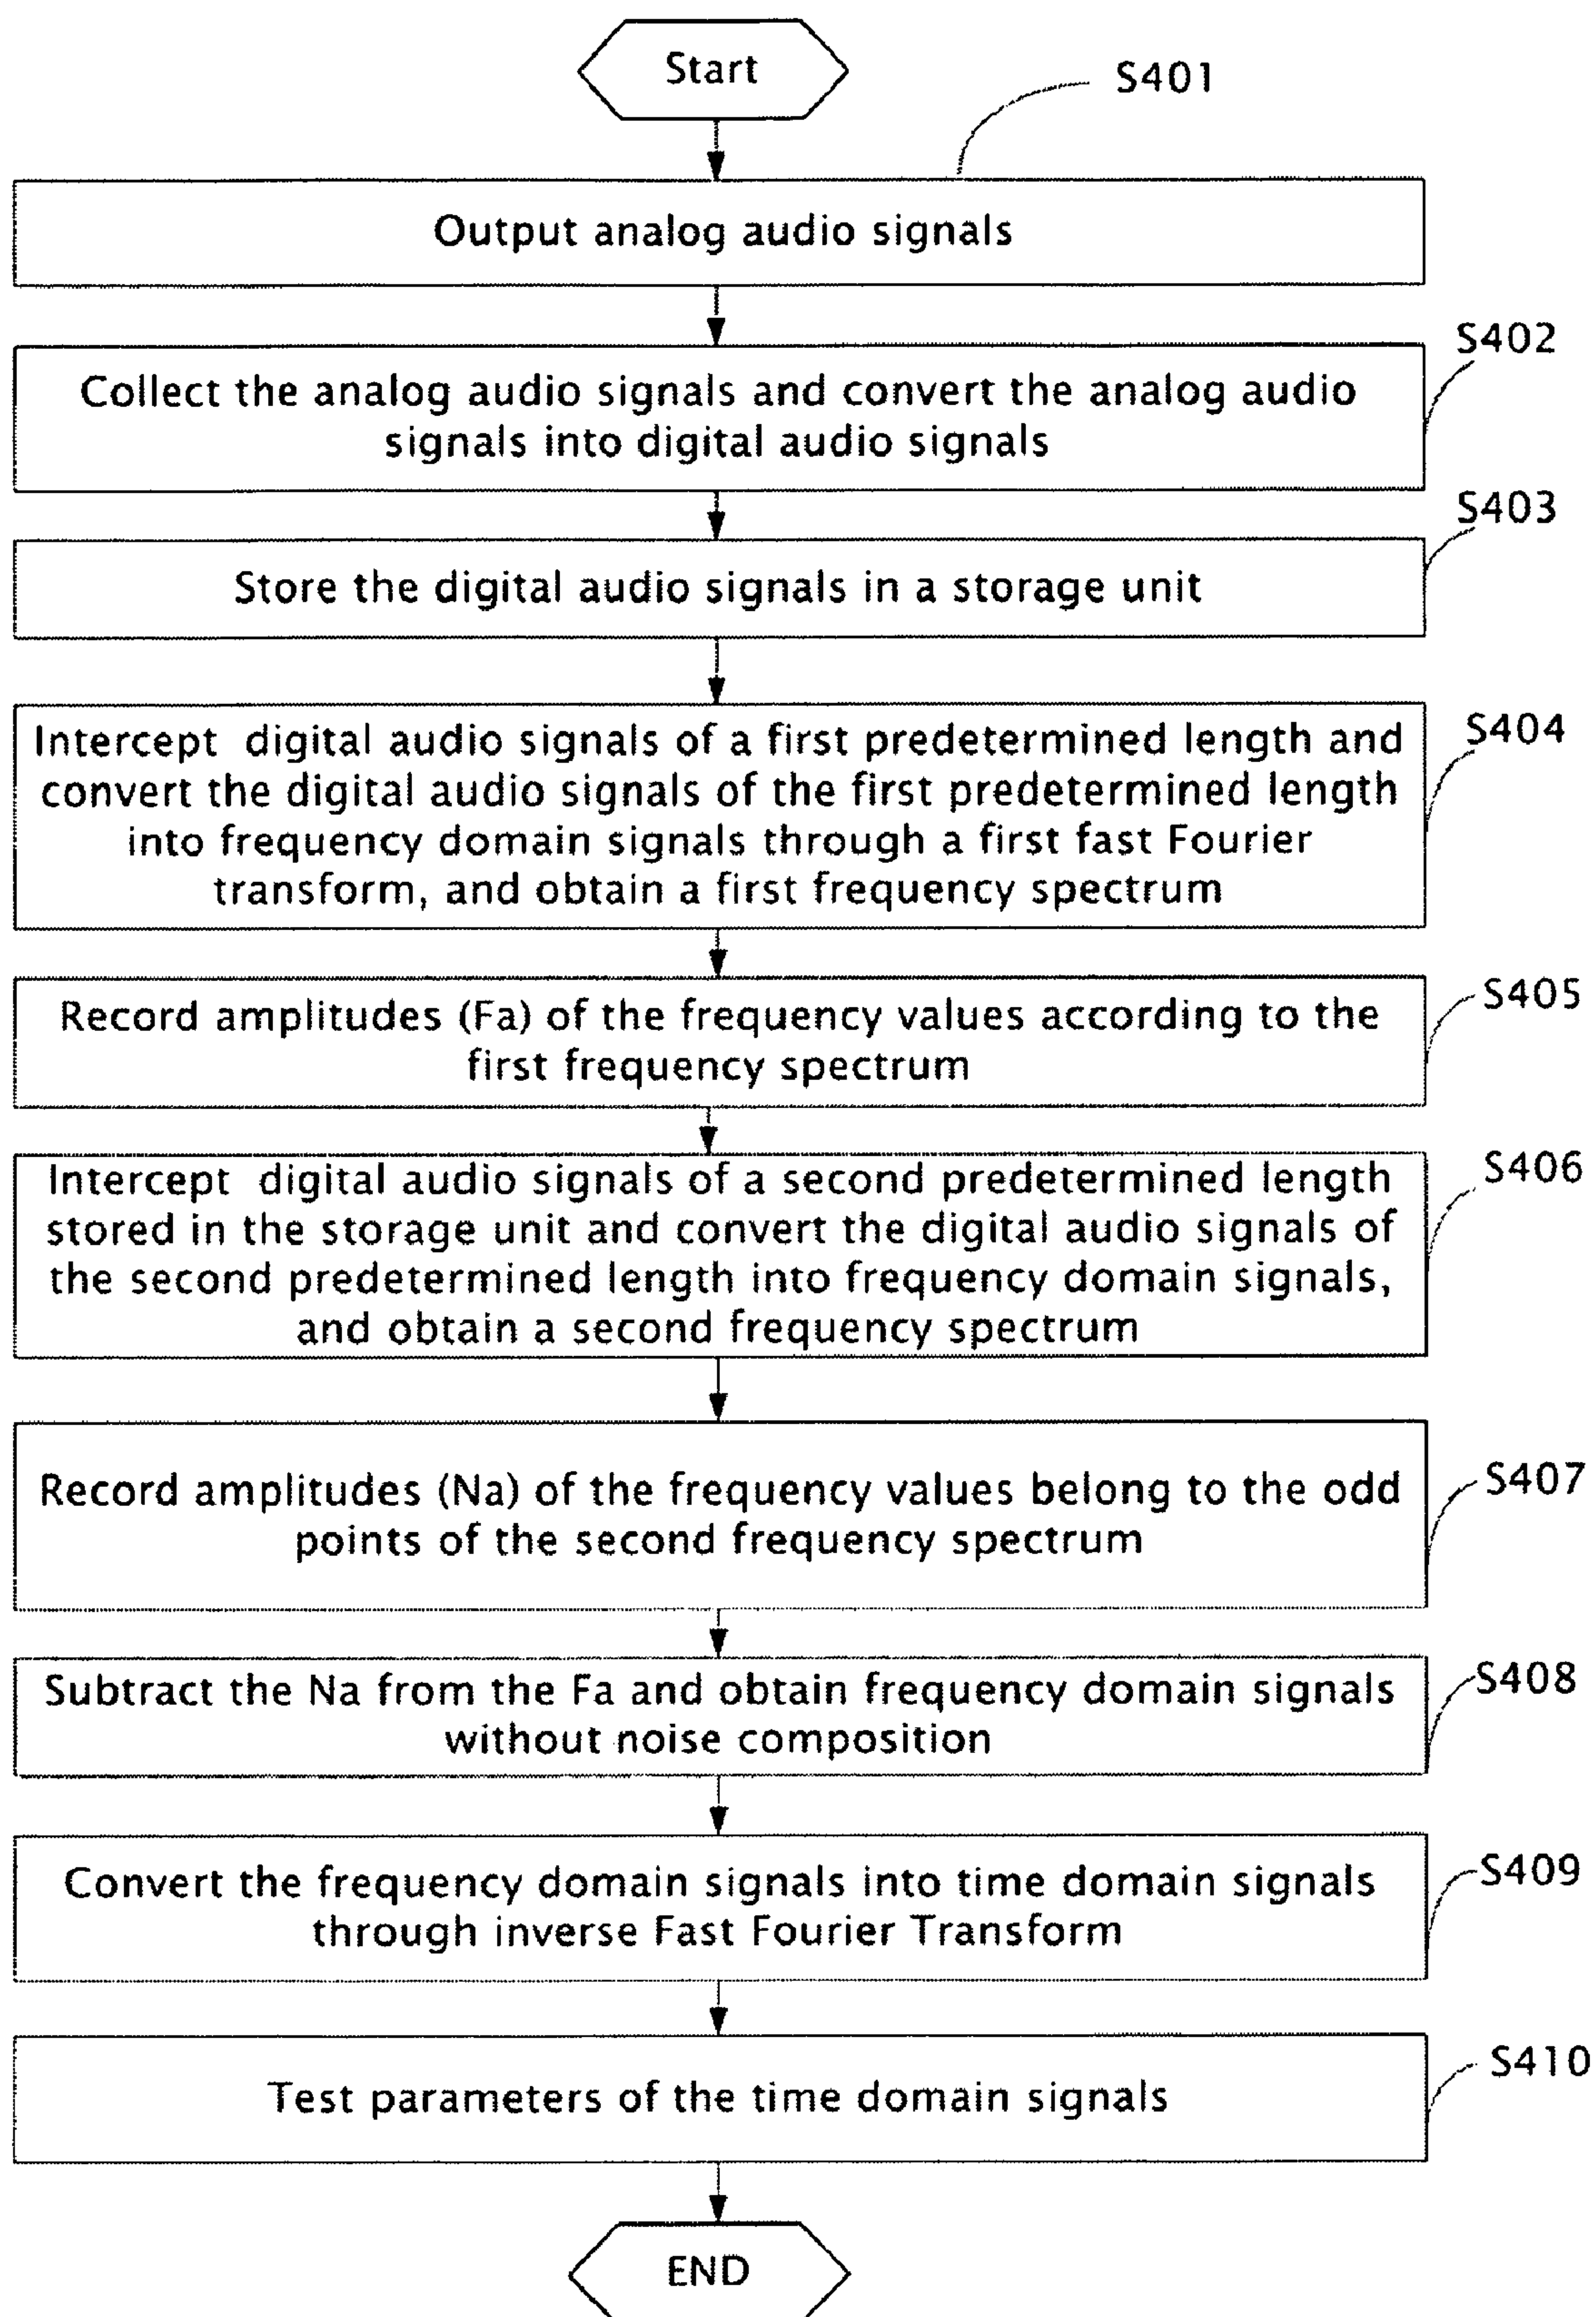 Start
S401
Output analog audio signals
S402
Collect the analog audio signals and convert the analog audio
signals into digital audio signals
S403
Store the digital audio signals in a storage unit
S404
Intercept digital audio signals of a first predetermined length and
convert the digital audio signals of the first predetermined length
into frequency domain signals through a first fast Fourier
transform, and obtain a first frequency spectrum
S405
Record amplitudes (Fa) of the frequency values according to the
first frequency spectrum
S406
Intercept digital audio signals of a second predetermined length
stored in the storage unit and convert the digital audio signals of
the second predetermined length into frequency domain signals,
and obtain a second frequency spectrum
S407
Record amplitudes (Na) of the frequency values belong to the odd
points of the second frequency spectrum
S408
Subtract the Na from the Fa and obtain frequency domain signals
without noise composition
S409
Convert the frequency domain signals into time domain signals
through inverse Fast Fourier Transform
S410
Test parameters of the time domain signals
END